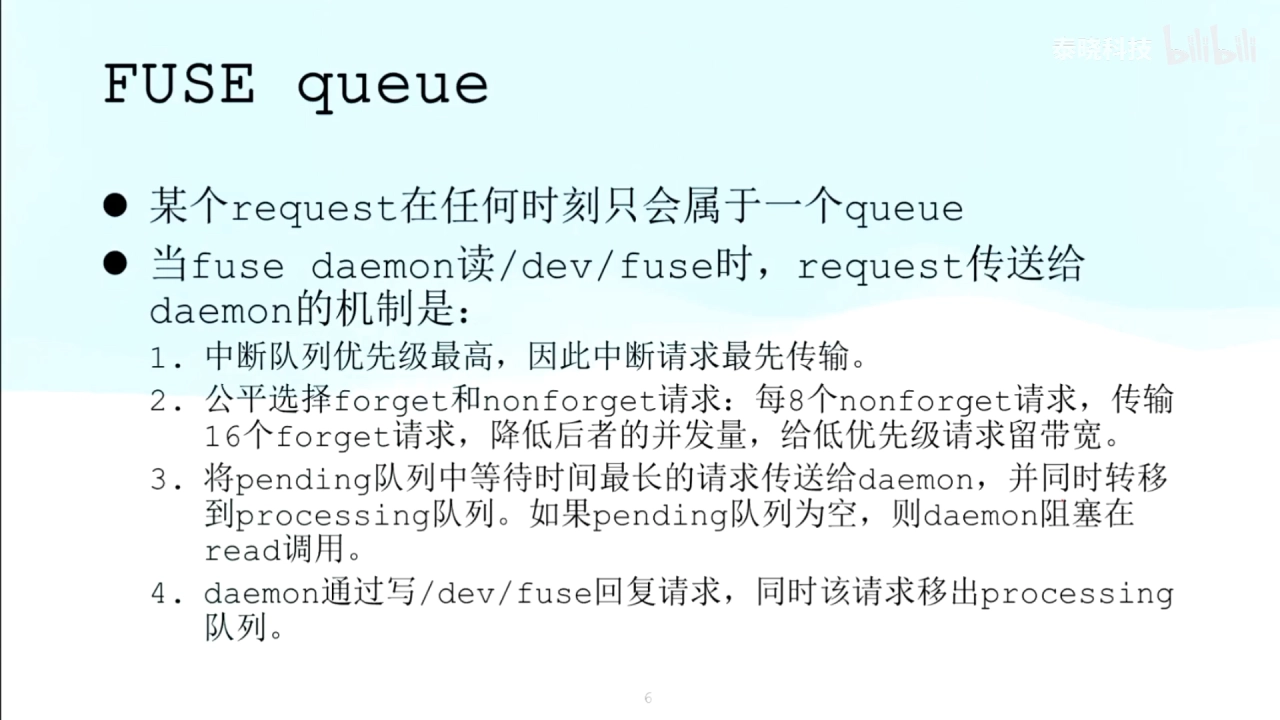 泰晓科技 bilibili
FUSE queue
● 某个request在任何时刻只会属于一个queue
● 当fuse daemon读/dev/fuse时，request传送给
daemon的机制是：
1. 中断队列优先级最高，因此中断请求最先传输。
2. 公平选择forget和nonforget请求：每8个nonforget请求，传输
16个forget请求，降低后者的并发量，给低优先级请求留带宽。
3. 将pending队列中等待时间最长的请求传送给daemon，并同时转移
到processing队列。如果pending队列为空，则daemon阻塞在
read调用。
4. daemon通过写/dev/fuse回复请求，同时该请求移出processing
队列。
6